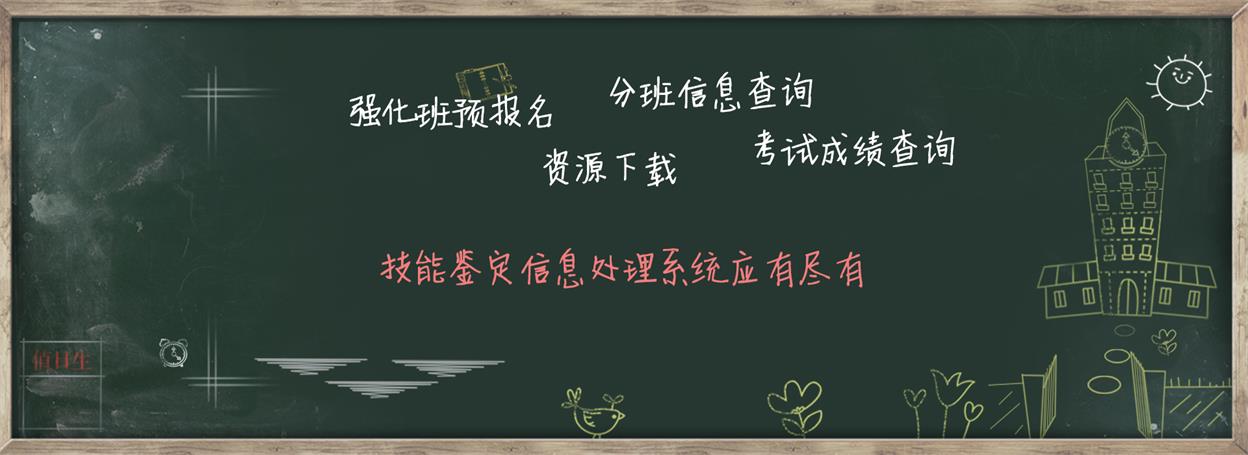 强化班预报名
分班信息查询
资源下载
考试成绩查询
技能鉴定信息处理系统应有尽有
值日生